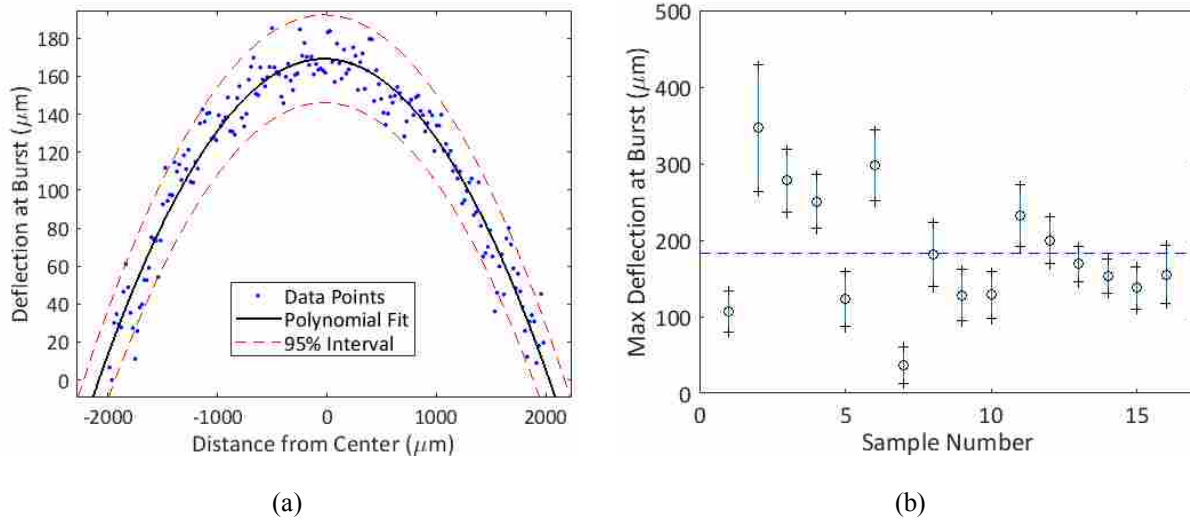 180
160
140
120
100
80
60
40
20
0
Deflection at Burst (μm)
Data Points
Polynomial Fit
95% Interval
-2000 -1000 0 1000 2000
Distance from Center (μm)
(a)
500
400
300
200
100
0
Max Deflection at Burst (μm)
0 5 10 15
Sample Number
(b)